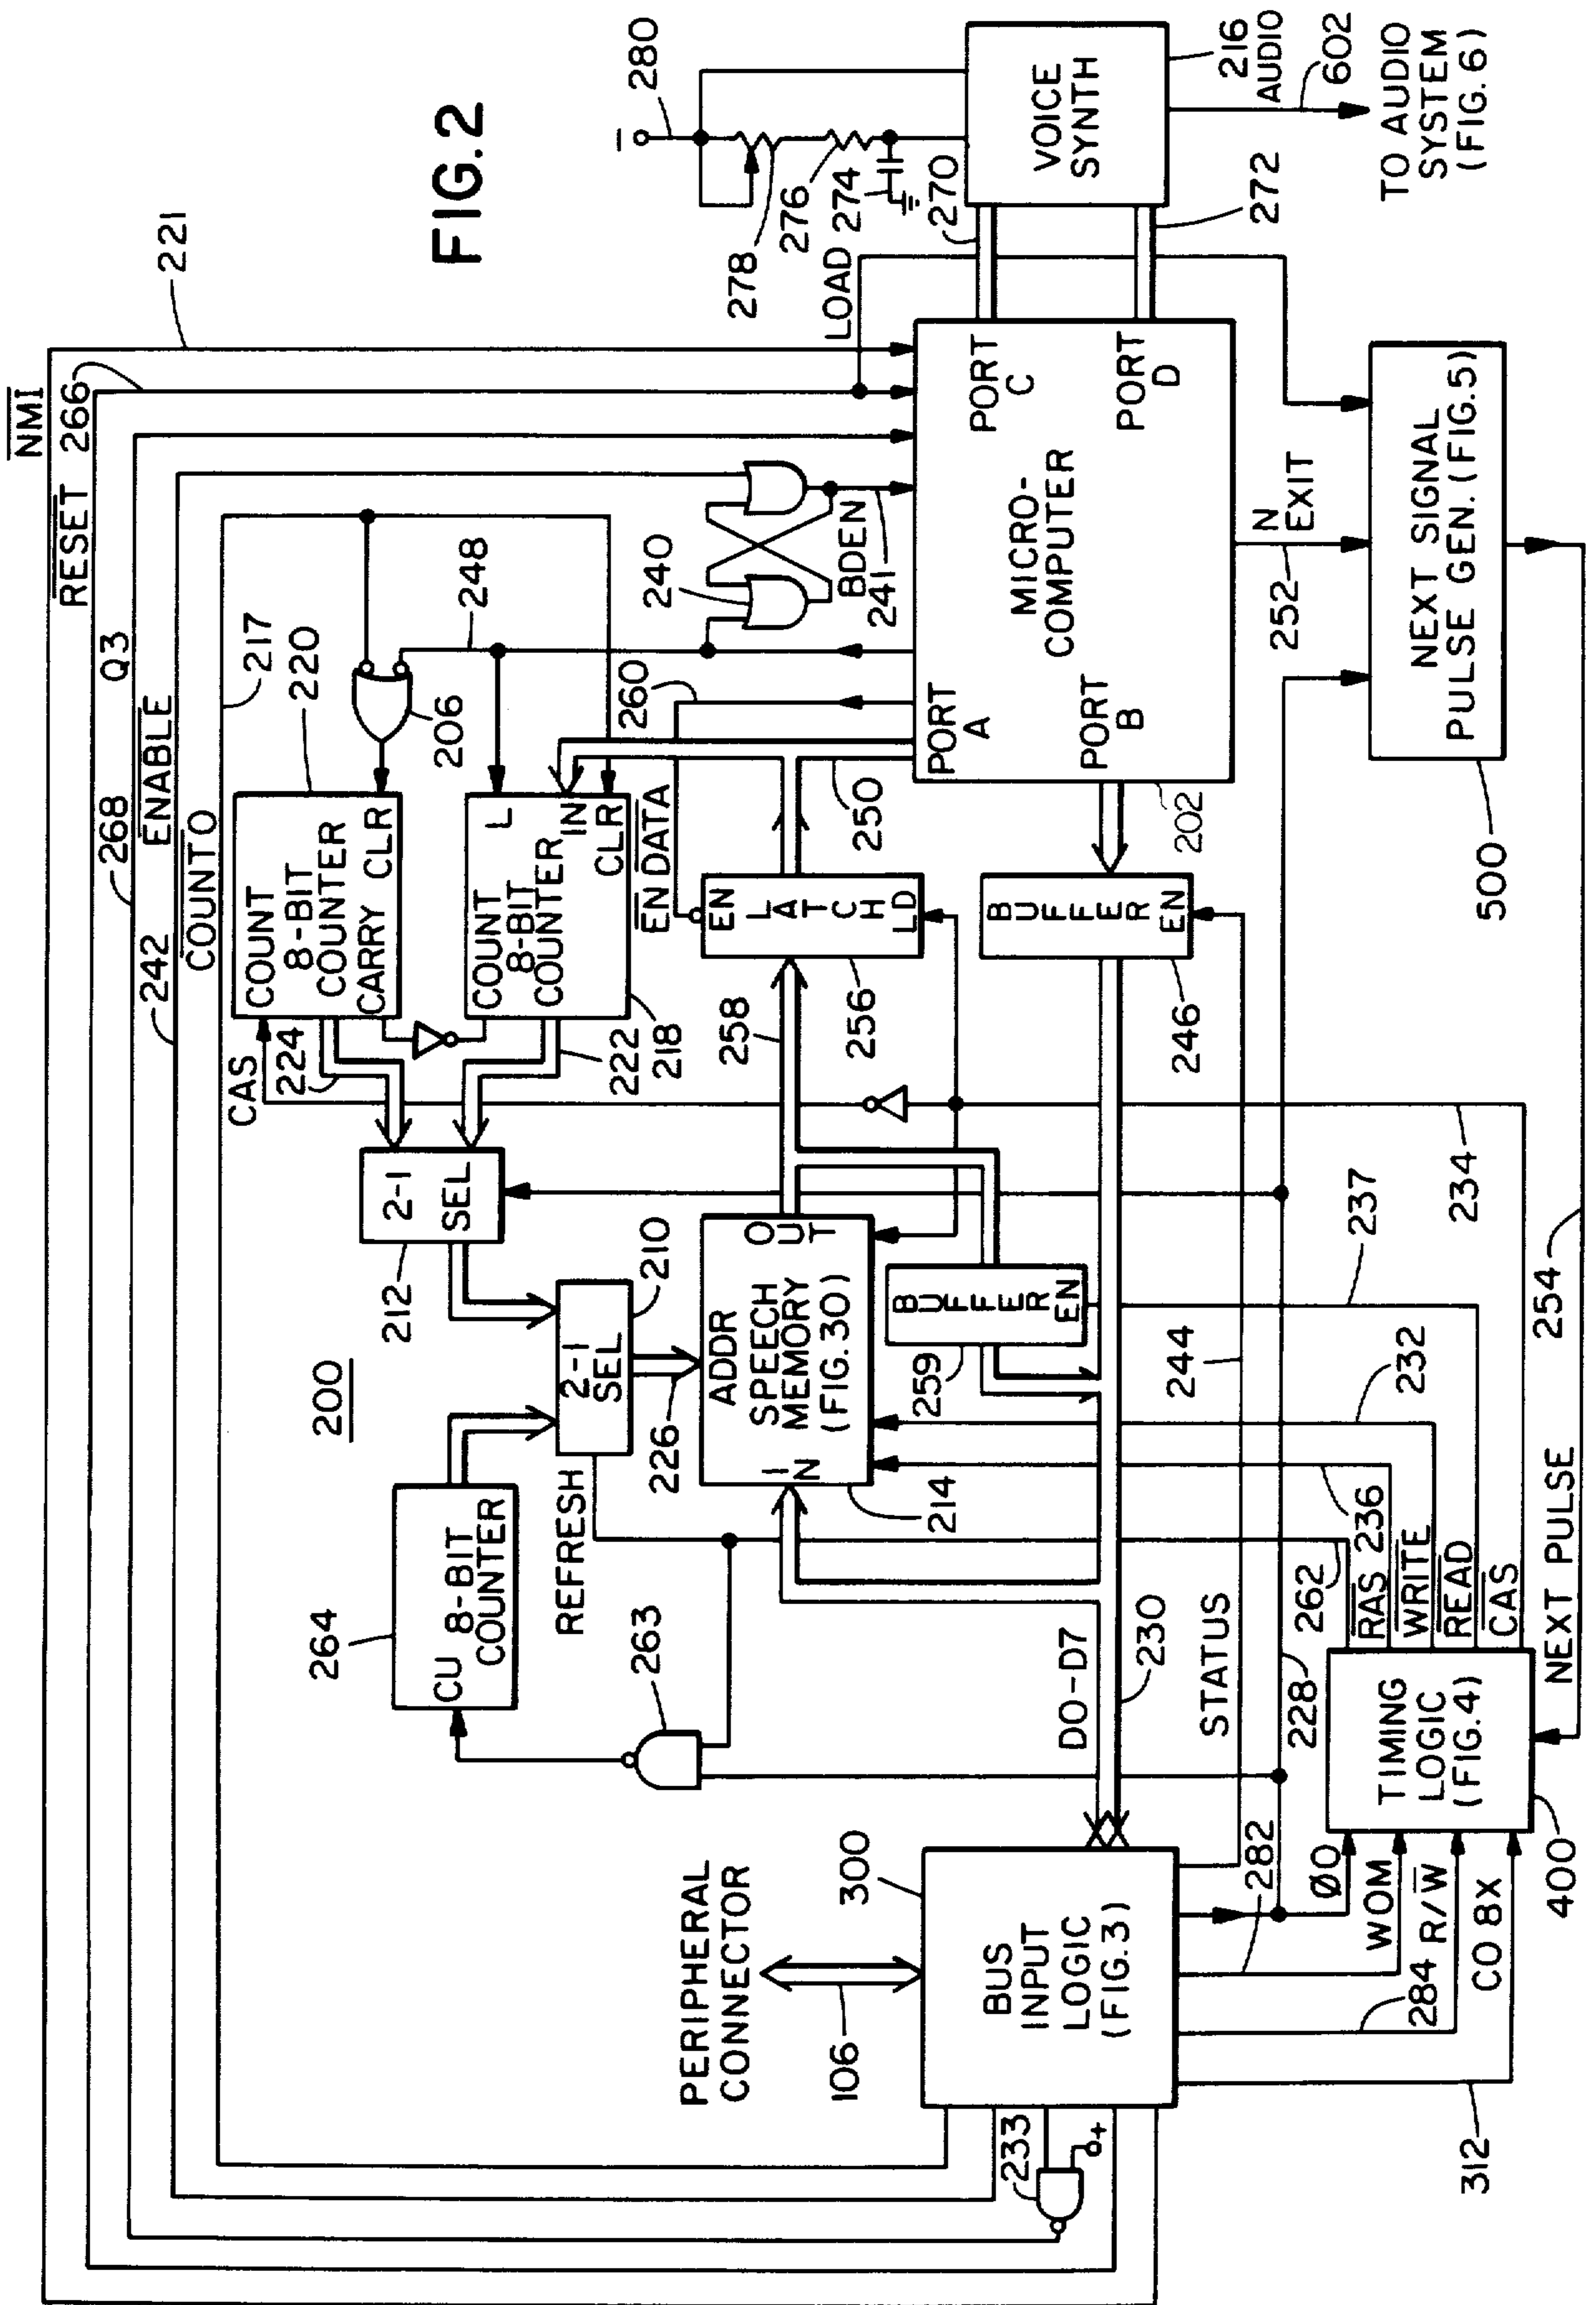 FIG. 2
200
NMI
RESET 266
221
Q3
268
ENABLE
242
COUNTO
217
280
278
276
274
LOAD
270
272
VOICE
SYNTH
216
AUDIO
602
TO AUDIO
SYSTEM
(FIG. 6)
COUNT
8-BIT
COUNTER
CARRY CLR
220
206
248
224
CAS
COUNT
8-BIT
COUNTER
L
IN
CLR
222
218
240
BDEN
241
260
EN DATA
PORT
A
PORT
B
PORT
C
PORT
D
MICRO-
COMPUTER
202
250
N
EXIT
252
NEXT SIGNAL
PULSE GEN. (FIG. 5)
500
2-1
SEL
212
2-1
SEL
210
226
REFRESH
CU 8-BIT
COUNTER
264
263
ADDR
SPEECH
MEMORY
(FIG. 30)
IN
OUT
214
258
EN
LATCH
LD
256
BUFFER
EN
246
BUFFER
EN
259
DO-D7
230
STATUS
244
228
262
RAS 236
WRITE
232
READ
237
CAS
234
NEXT PULSE
254
TIMING
LOGIC
(FIG. 4)
400
ØO
WOM
282
R/W
284
CO 8X
312
PERIPHERAL
CONNECTOR
106
300
BUS
INPUT
LOGIC
(FIG. 3)
233
+